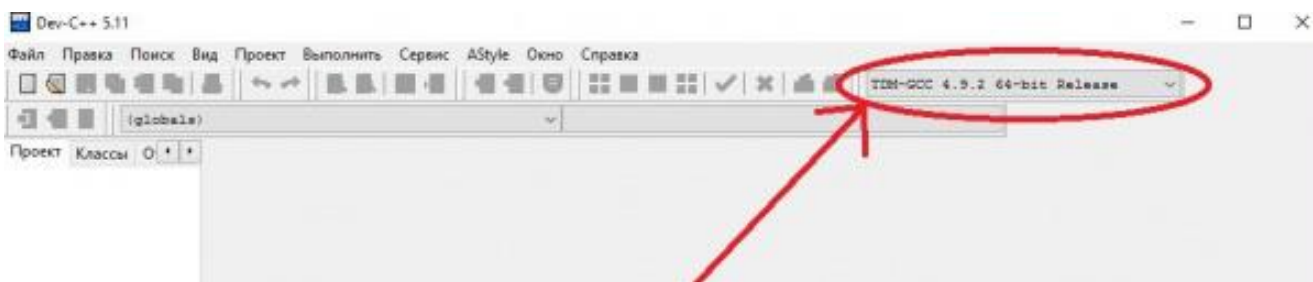 Dev-C++ 5.11
Файл Правка Поиск Вид Проект Выполнить Сервис AStyle Окно Справка
TDM-GCC 4.9.2 64-bit Release
(globals)
Проект Классы О